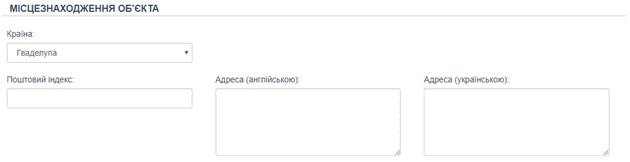 МІСЦЕЗНАХОДЖЕННЯ ОБ'ЄКТА
Країна:
Гваделупа
Поштовий індекс:
Адреса (англійською):
Адреса (українською):